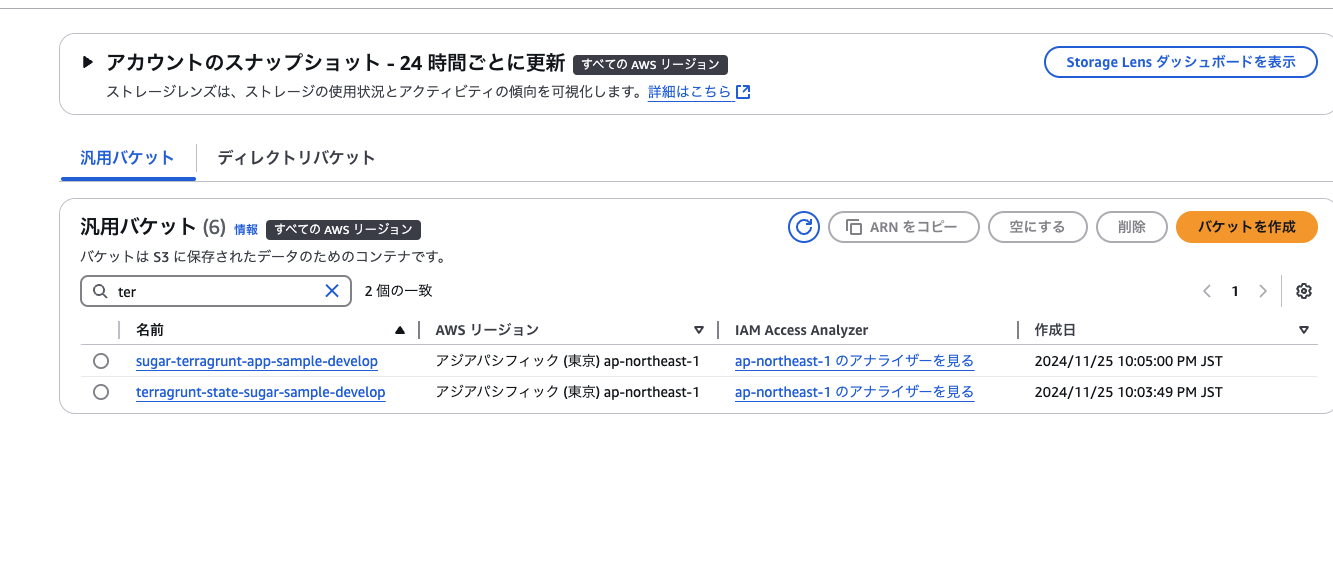 アカウントのスナップショット - 24 時間ごとに更新 すべての AWS リージョン
Storage Lens ダッシュボードを表示
ストレージレンズは、ストレージの使用状況とアクティビティの傾向を可視化します。詳細はこちら
汎用バケット ディレクトリバケット
汎用バケット (6) 情報 すべての AWS リージョン
ARN をコピー 空にする 削除 バケットを作成
バケットは S3 に保存されたデータのためのコンテナです。
ter 2 個の一致 1
名前 AWS リージョン IAM Access Analyzer 作成日
sugar-terragrunt-app-sample-develop アジアパシフィック (東京) ap-northeast-1 ap-northeast-1 のアナライザーを見る 2024/11/25 10:05:00 PM JST
terragrunt-state-sugar-sample-develop アジアパシフィック (東京) ap-northeast-1 ap-northeast-1 のアナライザーを見る 2024/11/25 10:03:49 PM JST